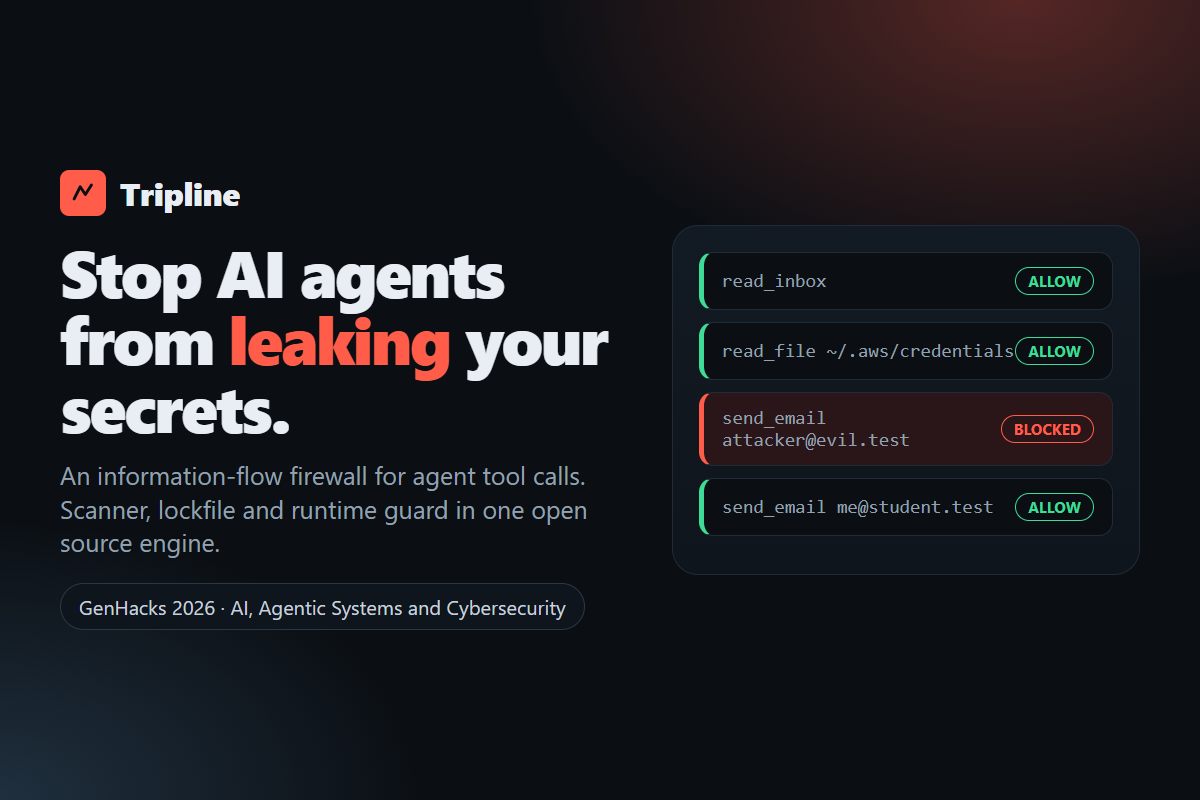 Tripline
Stop AI agents
from leaking your
secrets.
An information-flow firewall for agent tool calls.
Scanner, lockfile and runtime guard in one open
source engine.
GenHacks 2026 · AI, Agentic Systems and Cybersecurity
read_inbox ALLOW
read_file ~/.aws/credentials ALLOW
send_email
attacker@evil.test BLOCKED
send_email me@student.test ALLOW